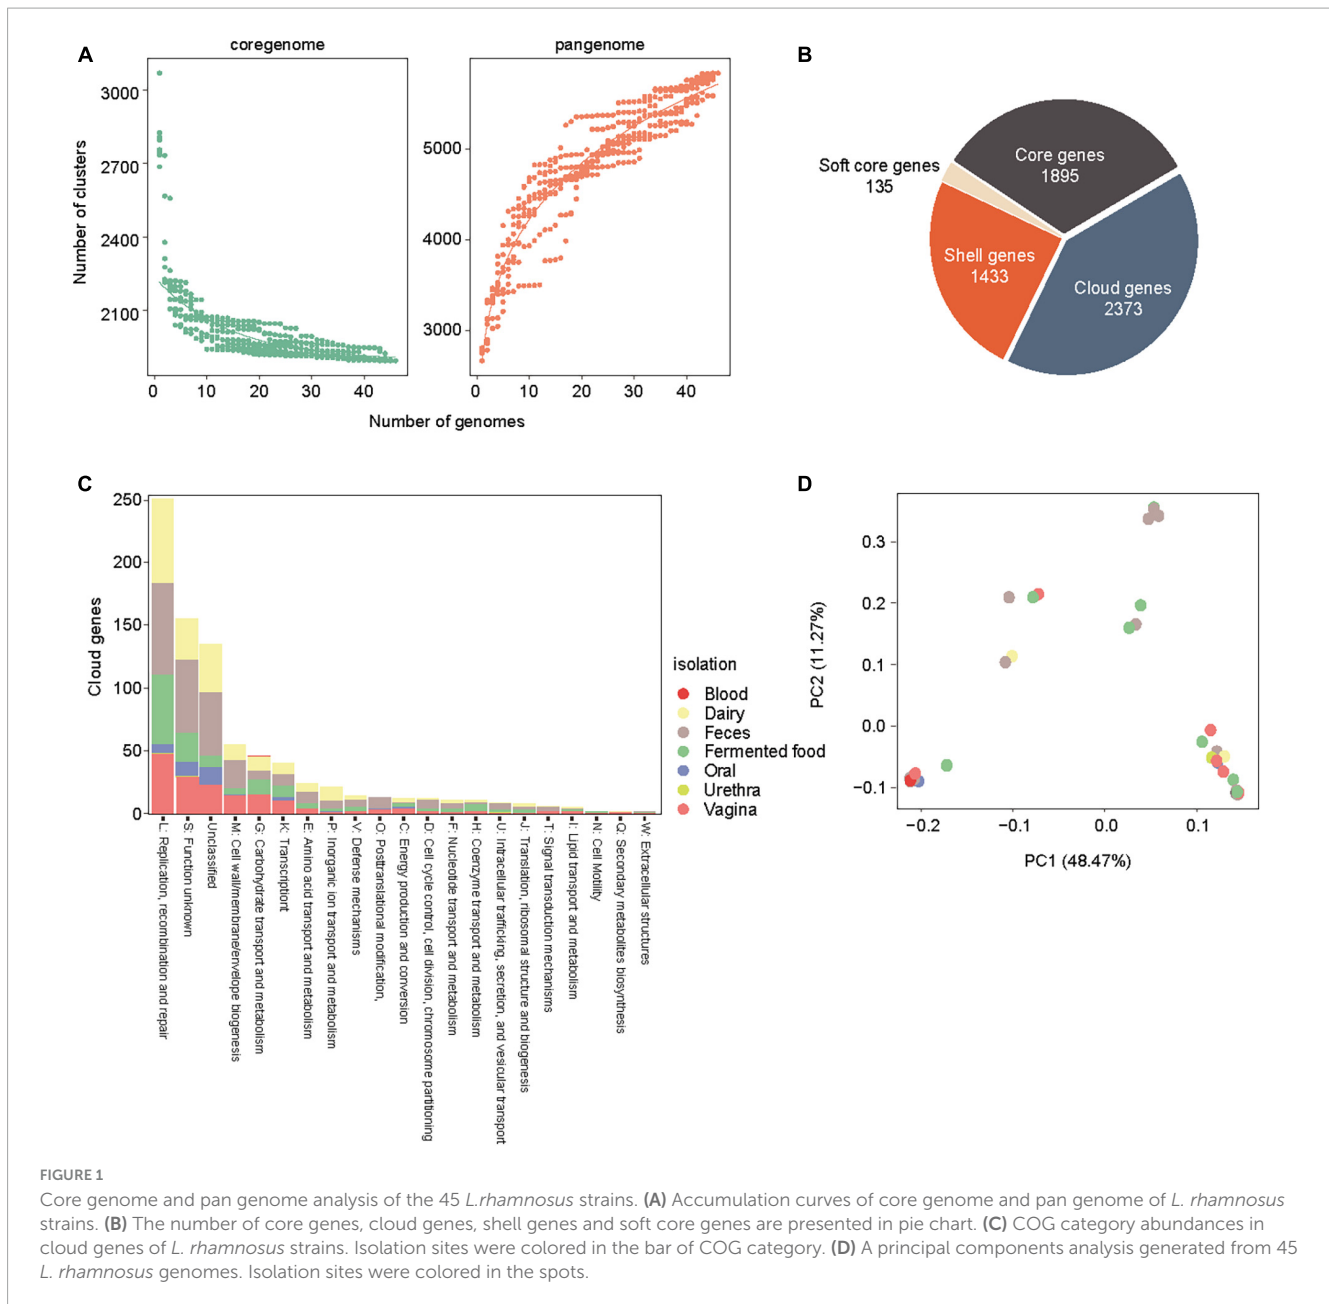 A
coregenome
pangenome
B
Number of clusters
3000
2700
2400
2100
5000
4000
3000
0 10 20 30 40
0 10 20 30 40
Number of genomes
Core genes
1895
Soft core genes
135
Shell genes
1433
Cloud genes
2373
C
Cloud genes
250
200
150
100
50
0
L: Replication, recombination and repair
S: Function unknown
Unclassified
M: Cell wall/membrane/envelope biogenesis
G: Carbohydrate transport and metabolism
K: Transcriptiont
E: Amino acid transport and metabolism
P: Inorganic ion transport and metabolism
V: Defense mechanisms
O: Posttranslational modification,
C: Energy production and conversion
D: Cell cycle control, cell division, chromosome partitioning
F: Nucleotide transport and metabolism
H: Coenzyme transport and metabolism
U: Intracellular trafficking, secretion, and vesicular transport
J: Translation, ribosomal structure and biogenesis
T: Signal transduction mechanisms
I: Lipid transport and metabolism
N: Cell Motility
Q: Secondary metabolites biosynthesis
W: Extracellular structures
isolation
Blood
Dairy
Feces
Fermented food
Oral
Urethra
Vagina
D
PC2 (11.27%)
0.3
0.2
0.1
0.0
−0.1
−0.2 −0.1 0.0 0.1
PC1 (48.47%)
FIGURE 1
Core genome and pan genome analysis of the 45 L.rhamnosus strains. (A) Accumulation curves of core genome and pan genome of L. rhamnosus
strains. (B) The number of core genes, cloud genes, shell genes and soft core genes are presented in pie chart. (C) COG category abundances in
cloud genes of L. rhamnosus strains. Isolation sites were colored in the bar of COG category. (D) A principal components analysis generated from 45
L. rhamnosus genomes. Isolation sites were colored in the spots.